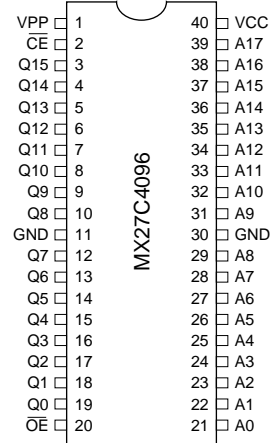 VPP 1 40 VCC
C̅E̅ 2 39 A17
Q15 3 38 A16
Q14 4 37 A15
Q13 5 36 A14
Q12 6 35 A13
Q11 7 34 A12
Q10 8 33 A11
Q9 9 32 A10
Q8 10 31 A9
GND 11 30 GND
Q7 12 29 A8
Q6 13 28 A7
Q5 14 27 A6
Q4 15 26 A5
Q3 16 25 A4
Q2 17 24 A3
Q1 18 23 A2
Q0 19 22 A1
O̅E̅ 20 21 A0
MX27C4096